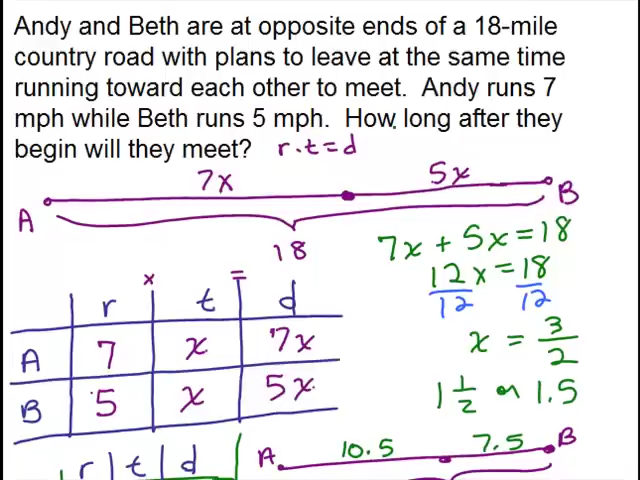 Andy and Beth are at opposite ends of a 18-mile
country road with plans to leave at the same time
running toward each other to meet. Andy runs 7
mph while Beth runs 5 mph. How long after they
begin will they meet? r.t=d
7x 5x
A B
18
7x + 5x = 18
12x = 18
12 12
x = 3/2
1 1/2 or 1.5
x =
r t d
A 7 x 7x
B 5 x 5x
r t d
A 10.5 7.5 B